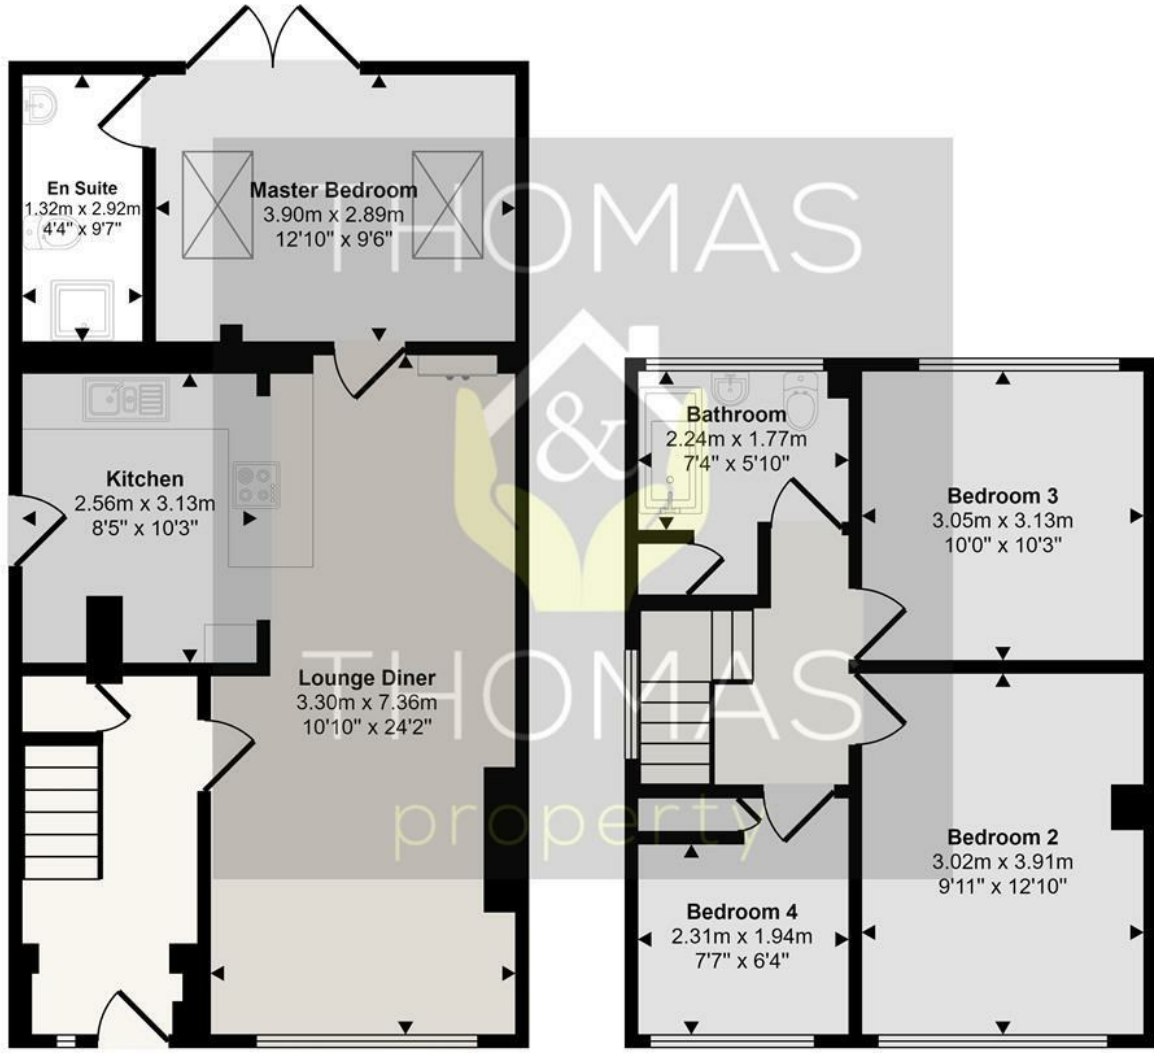 En Suite
1.32m x 2.92m
4'4" x 9'7"
Master Bedroom
3.90m x 2.89m
12'10" x 9'6"
THOMAS
&
THOMAS
property
Kitchen
2.56m x 3.13m
8'5" x 10'3"
Lounge Diner
3.30m x 7.36m
10'10" x 24'2"
Bathroom
2.24m x 1.77m
7'4" x 5'10"
Bedroom 3
3.05m x 3.13m
10'0" x 10'3"
Bedroom 2
3.02m x 3.91m
9'11" x 12'10"
Bedroom 4
2.31m x 1.94m
7'7" x 6'4"